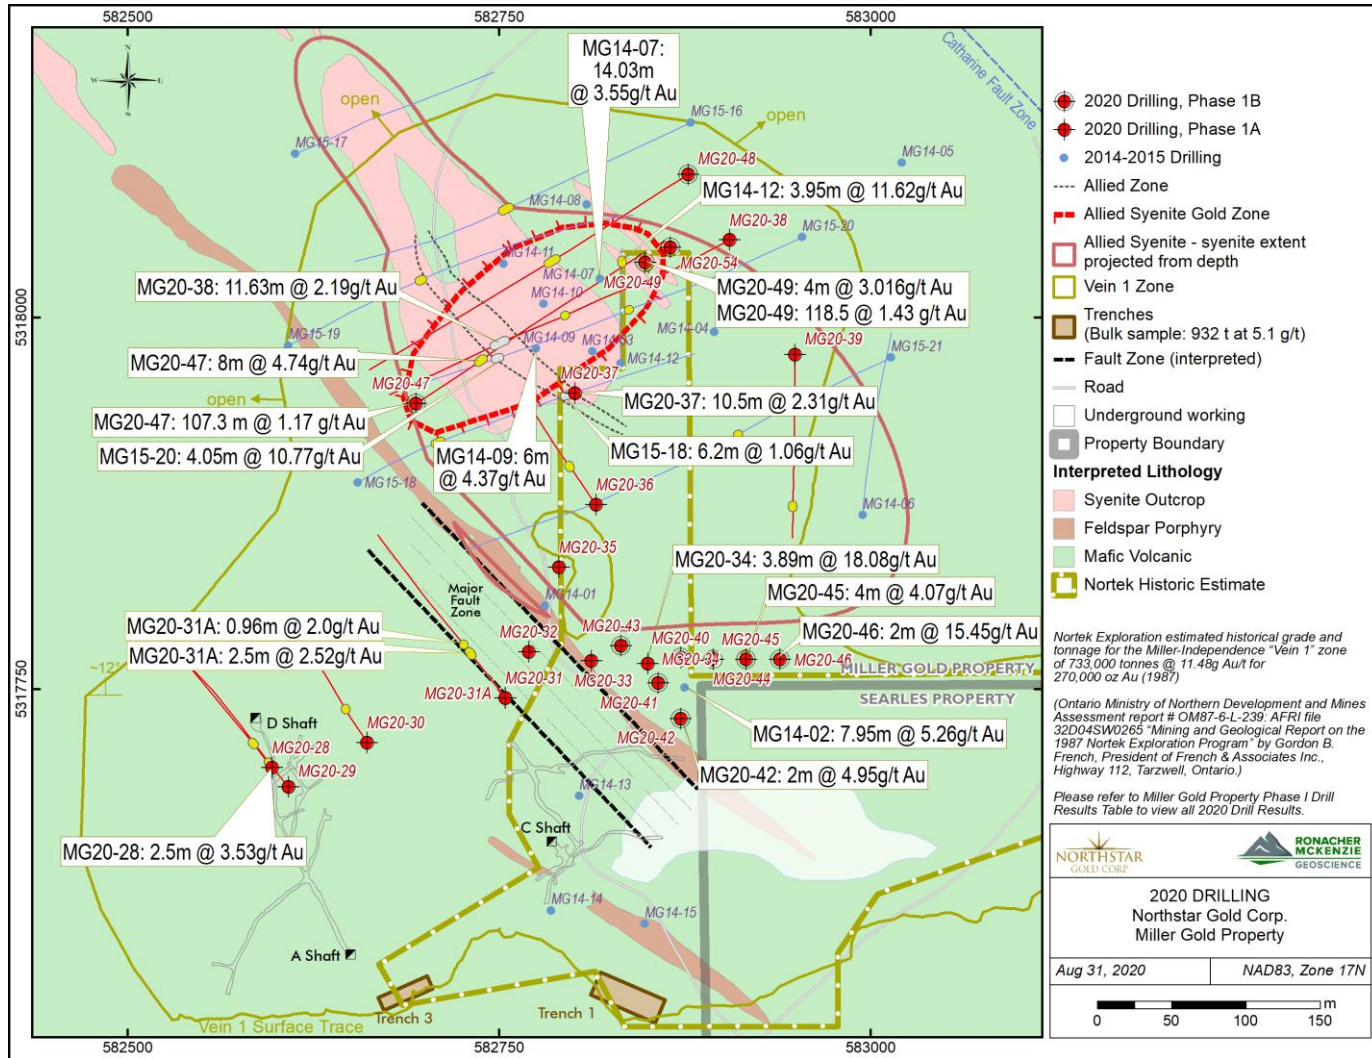 582500
582750
583000
5318000
5317750
N
W
E
S
MG14-07:
14.03m
@ 3.55g/t Au
Catharine Fault Zone
open
open
MG15-16
MG15-17
MG14-05
MG20-48
MG14-12: 3.95m @ 11.62g/t Au
MG14-08
MG20-38
MG15-20
MG14-11
MG20-54
MG14-07
MG20-49
MG20-38: 11.63m @ 2.19g/t Au
MG20-49: 4m @ 3.016g/t Au
MG20-49: 118.5 @ 1.43 g/t Au
MG14-10
MG14-04
MG15-19
MG14-09
MG14-03
MG20-39
MG15-21
MG20-47: 8m @ 4.74g/t Au
MG14-12
MG20-37
MG20-47
open
MG20-37: 10.5m @ 2.31g/t Au
MG20-47: 107.3 m @ 1.17 g/t Au
MG15-20: 4.05m @ 10.77g/t Au
MG14-09: 6m
@ 4.37g/t Au
MG15-18: 6.2m @ 1.06g/t Au
MG15-18
MG20-36
MG14-06
MG20-35
MG20-34: 3.89m @ 18.08g/t Au
Major
Fault
Zone
MG14-01
MG20-45: 4m @ 4.07g/t Au
MG20-31A: 0.96m @ 2.0g/t Au
MG20-31A: 2.5m @ 2.52g/t Au
MG20-32
MG20-43
MG20-40
MG20-45
MG20-46: 2m @ 15.45g/t Au
MG20-34
MG20-46
MG20-33
MG20-44
MILLER GOLD PROPERTY
~12°
MG20-31
MG20-31A
MG20-41
SEARLES PROPERTY
D Shaft
MG20-30
MG20-42
MG14-02: 7.95m @ 5.26g/t Au
MG20-28
MG20-29
MG20-42: 2m @ 4.95g/t Au
MG14-13
C Shaft
MG20-28: 2.5m @ 3.53g/t Au
MG14-14
MG14-15
A Shaft
Trench 3
Trench 1
Vein 1 Surface Trace
582500
582750
583000
2020 Drilling, Phase 1B
2020 Drilling, Phase 1A
2014-2015 Drilling
Allied Zone
Allied Syenite Gold Zone
Allied Syenite - syenite extent
projected from depth
Vein 1 Zone
Trenches
(Bulk sample: 932 t at 5.1 g/t)
Fault Zone (interpreted)
Road
Underground working
Property Boundary
Interpreted Lithology
Syenite Outcrop
Feldspar Porphyry
Mafic Volcanic
Nortek Historic Estimate
Nortek Exploration estimated historical grade and
tonnage for the Miller-Independence "Vein 1" zone
of 733,000 tonnes @ 11.48g Au/t for
270,000 oz Au (1987)
(Ontario Ministry of Northern Development and Mines
Assessment report # OM87-6-L-239: AFRI file
32D04SW0265 "Mining and Geological Report on the
1987 Nortek Exploration Program" by Gordon B.
French, President of French & Associates Inc.,
Highway 112, Tarzwell, Ontario.)
Please refer to Miller Gold Property Phase I Drill
Results Table to view all 2020 Drill Results.
NORTHSTAR
GOLD CORP
RONACHER
MCKENZIE
GEOSCIENCE
2020 DRILLING
Northstar Gold Corp.
Miller Gold Property
Aug 31, 2020
NAD83, Zone 17N
m
0 50 100 150